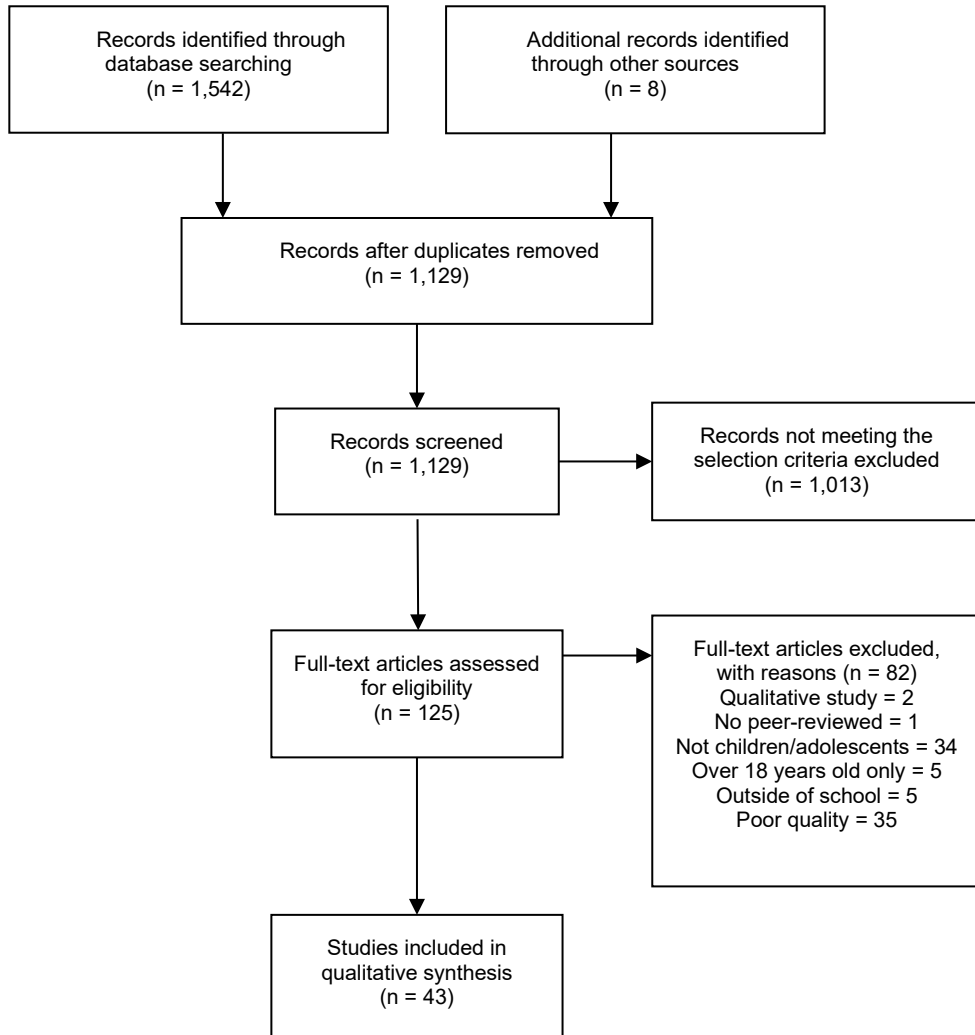 Records identified through
database searching
(n = 1,542)
Additional records identified
through other sources
(n = 8)
Records after duplicates removed
(n = 1,129)
Records screened
(n = 1,129)
Records not meeting the
selection criteria excluded
(n = 1,013)
Full-text articles assessed
for eligibility
(n = 125)
Full-text articles excluded,
with reasons (n = 82)
Qualitative study = 2
No peer-reviewed = 1
Not children/adolescents = 34
Over 18 years old only = 5
Outside of school = 5
Poor quality = 35
Studies included in
qualitative synthesis
(n = 43)